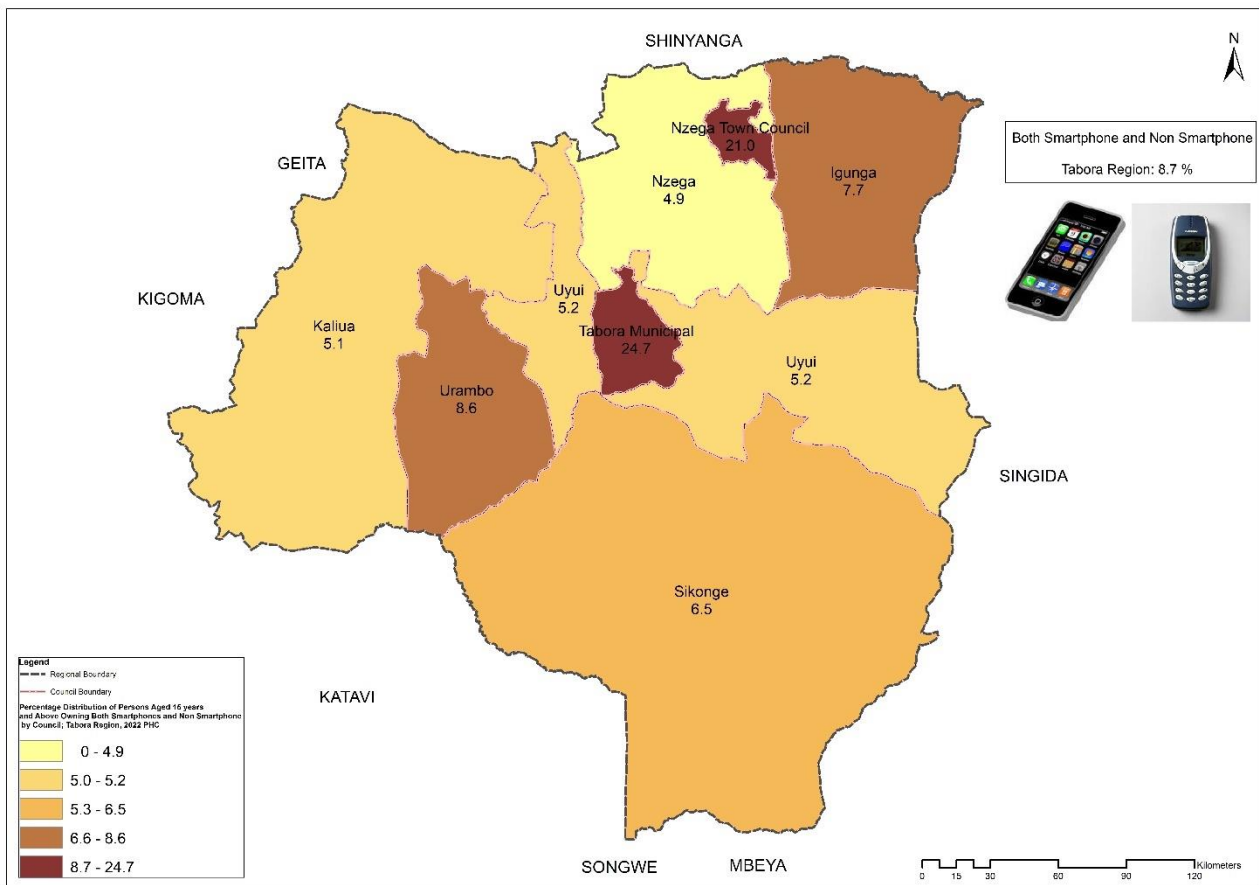 SHINYANGA
N
Nzega Town Council
21.0
Both Smartphone and Non Smartphone
Tabora Region: 8.7 %
GEITA
Nzega
4.9
Igunga
7.7
KIGOMA
Uyui
5.2
Kaliua
5.1
Tabora Municipal
24.7
Uyui
5.2
Urambo
8.6
SINGIDA
Sikonge
6.5
KATAVI
Legend
Regional Boundary
Council Boundary
Percentage Distribution of Persons Aged 16 years
and Above Owning Both Smartphones and Non Smartphone
by Council; Tabora Region, 2022 PHC
0 - 4.9
5.0 - 5.2
5.3 - 6.5
6.6 - 8.6
8.7 - 24.7
SONGWE
MBEYA
Kilometers
0 15 30 60 90 120